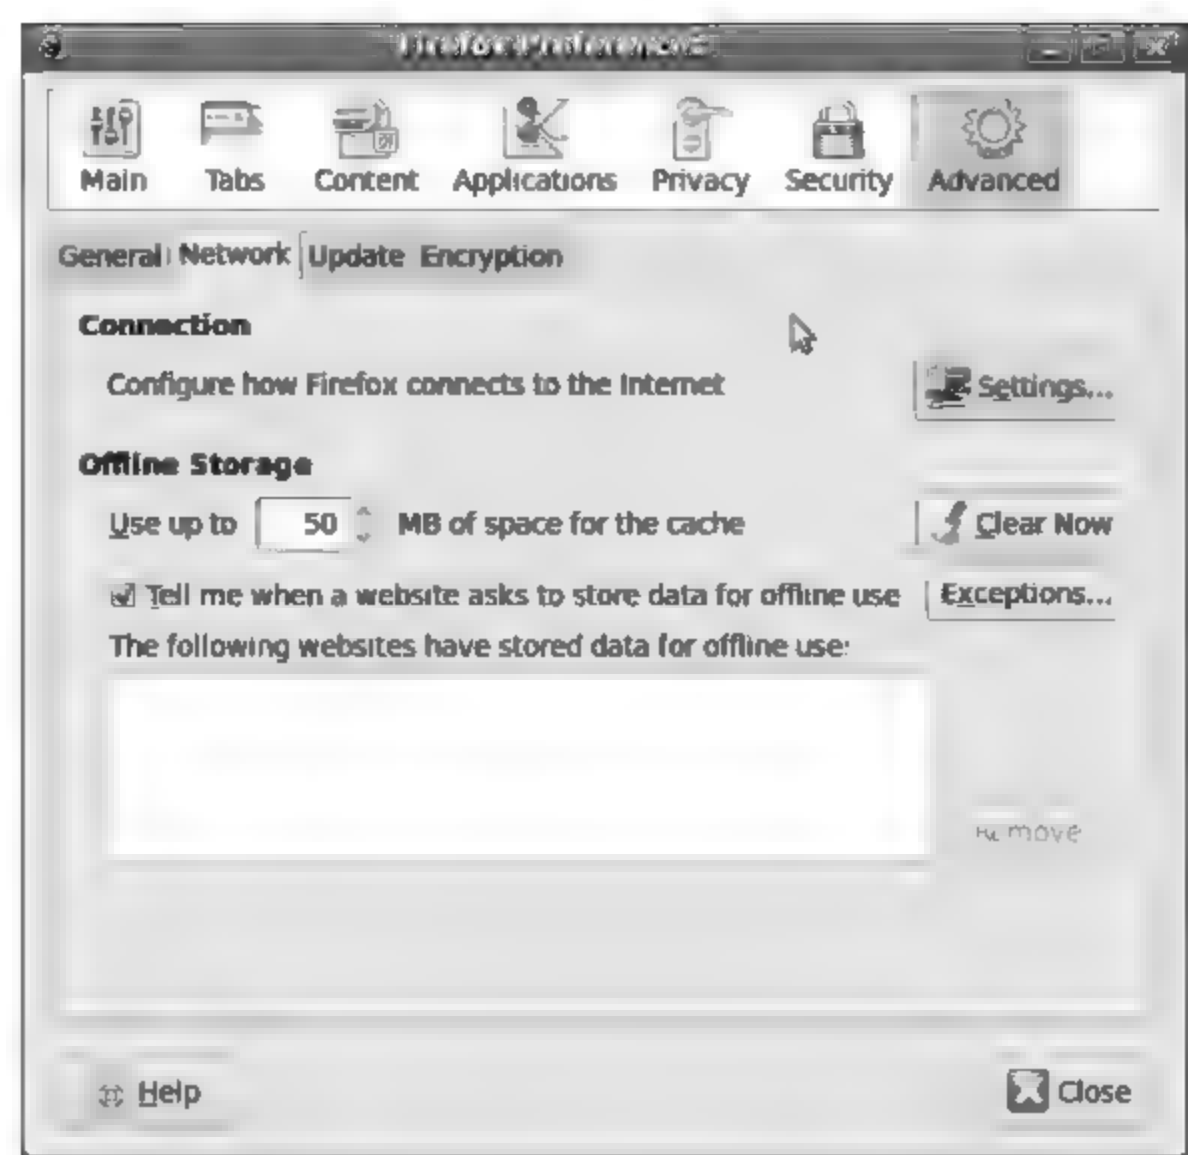 Firefox Preferences
Main Tabs Content Applications Privacy Security Advanced
General Network Update Encryption
Connection
Configure how Firefox connects to the Internet Settings...
Offline Storage
Use up to 50 MB of space for the cache Clear Now
Tell me when a website asks to store data for offline use Exceptions...
The following websites have stored data for offline use:
Remove
Help Close